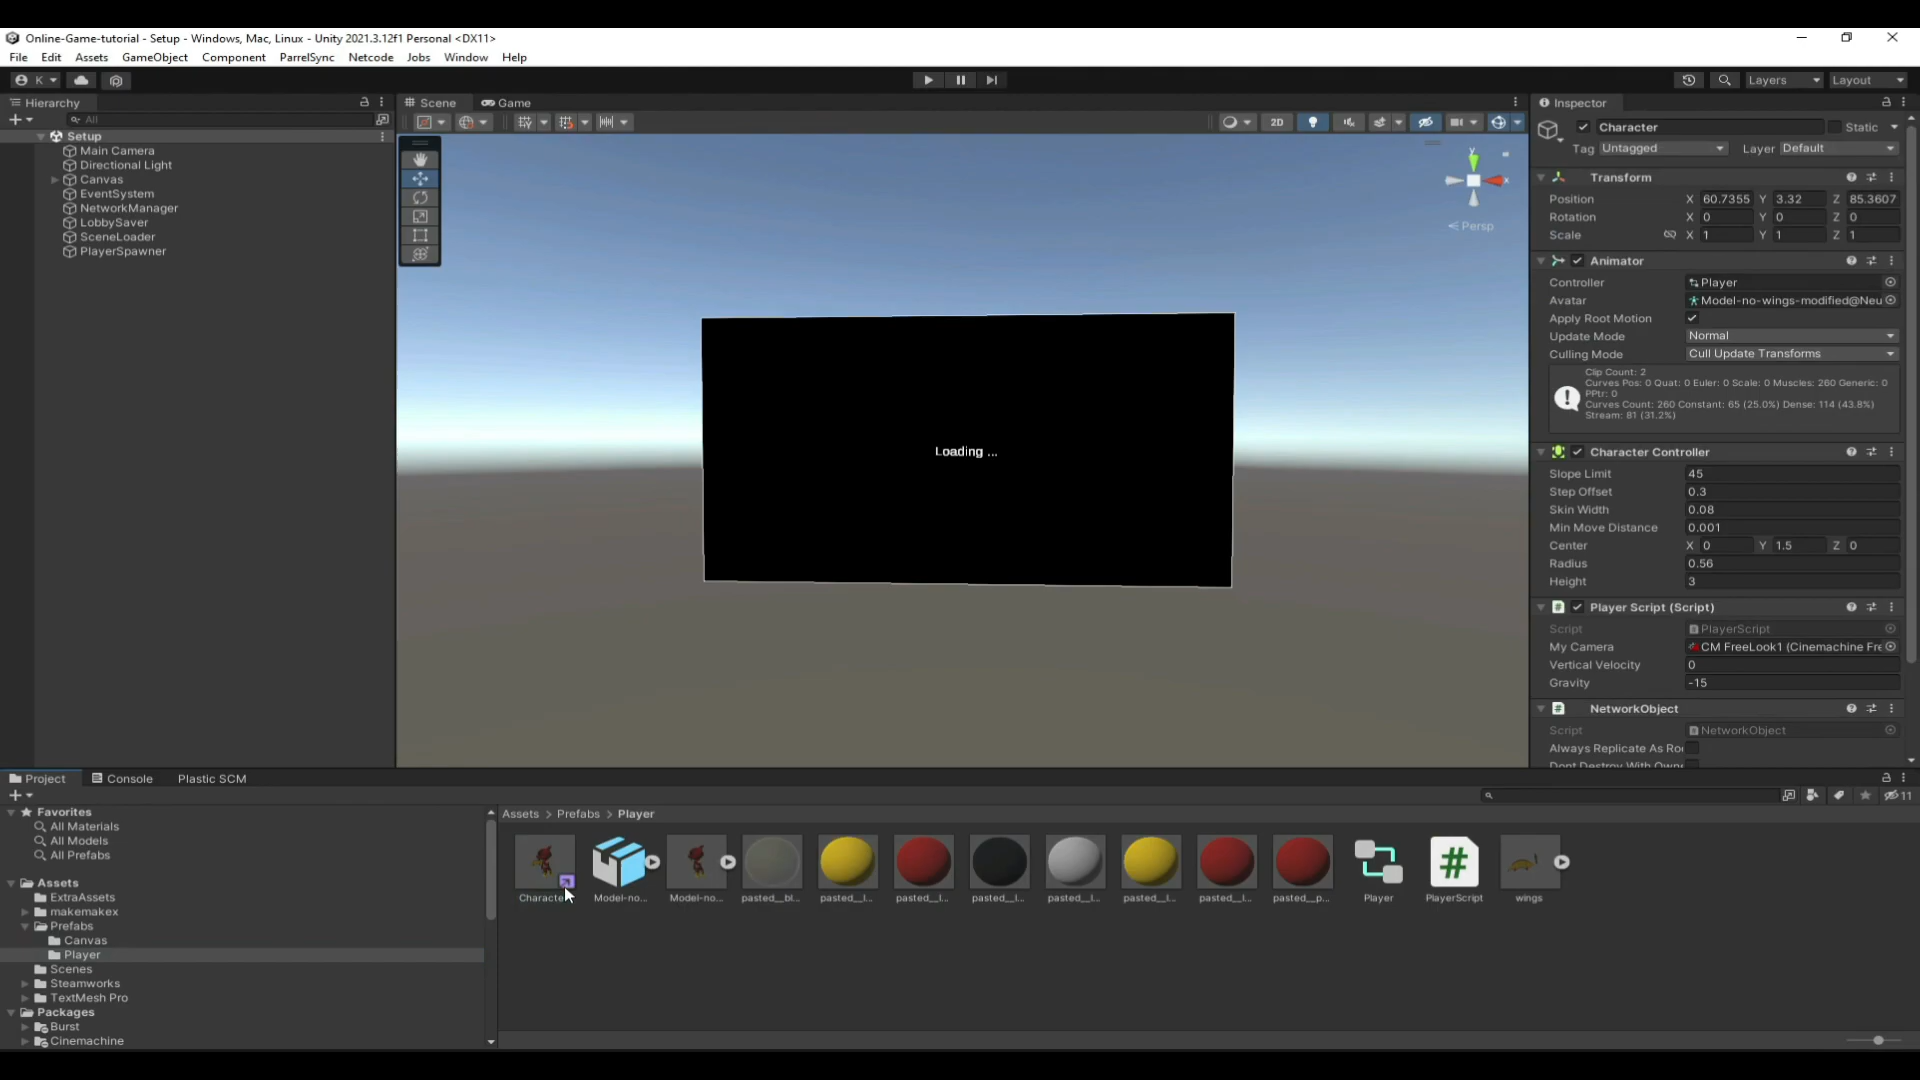 Online-Game-tutorial - Setup - Windows, Mac, Linux - Unity 2021.3.12f1 Personal <DX11>
File Edit Assets GameObject Component ParrelSync Netcode Jobs Window Help
K Layers Layout
Hierarchy
All
Setup
Main Camera
Directional Light
Canvas
EventSystem
NetworkManager
LobbySaver
SceneLoader
PlayerSpawner
Scene Game
2D
y
x
Persp
Loading ...
Inspector
Character Static
Tag Untagged Layer Default
Transform
Position X 60.7355 Y 3.32 Z 85.3607
Rotation X 0 Y 0 Z 0
Scale X 1 Y 1 Z 1
Animator
Controller Player
Avatar Model-no-wings-modified@Neu
Apply Root Motion
Update Mode Normal
Culling Mode Cull Update Transforms
Clip Count: 2
Curves Pos: 0 Quat: 0 Euler: 0 Scale: 0 Muscles: 260 Generic: 0
PPtr: 0
Curves Count: 260 Constant: 65 (25.0%) Dense: 114 (43.8%)
Stream: 81 (31.2%)
Character Controller
Slope Limit 45
Step Offset 0.3
Skin Width 0.08
Min Move Distance 0.001
Center X 0 Y 1.5 Z 0
Radius 0.56
Height 3
Player Script (Script)
Script PlayerScript
My Camera CM FreeLook1 (Cinemachine Fre
Vertical Velocity 0
Gravity -15
NetworkObject
Script NetworkObject
Always Replicate As Ro
Dont Destroy With Owne
Project Console Plastic SCM
11
Favorites
All Materials
All Models
All Prefabs
Assets
ExtraAssets
makemakex
Prefabs
Canvas
Player
Scenes
Steamworks
TextMesh Pro
Packages
Burst
Cinemachine
Assets > Prefabs > Player
Character Model-no... Model-no... pasted__bl... pasted__l... pasted__l... pasted__l... pasted__l... pasted__l... pasted__l... pasted__p... Player PlayerScript wings